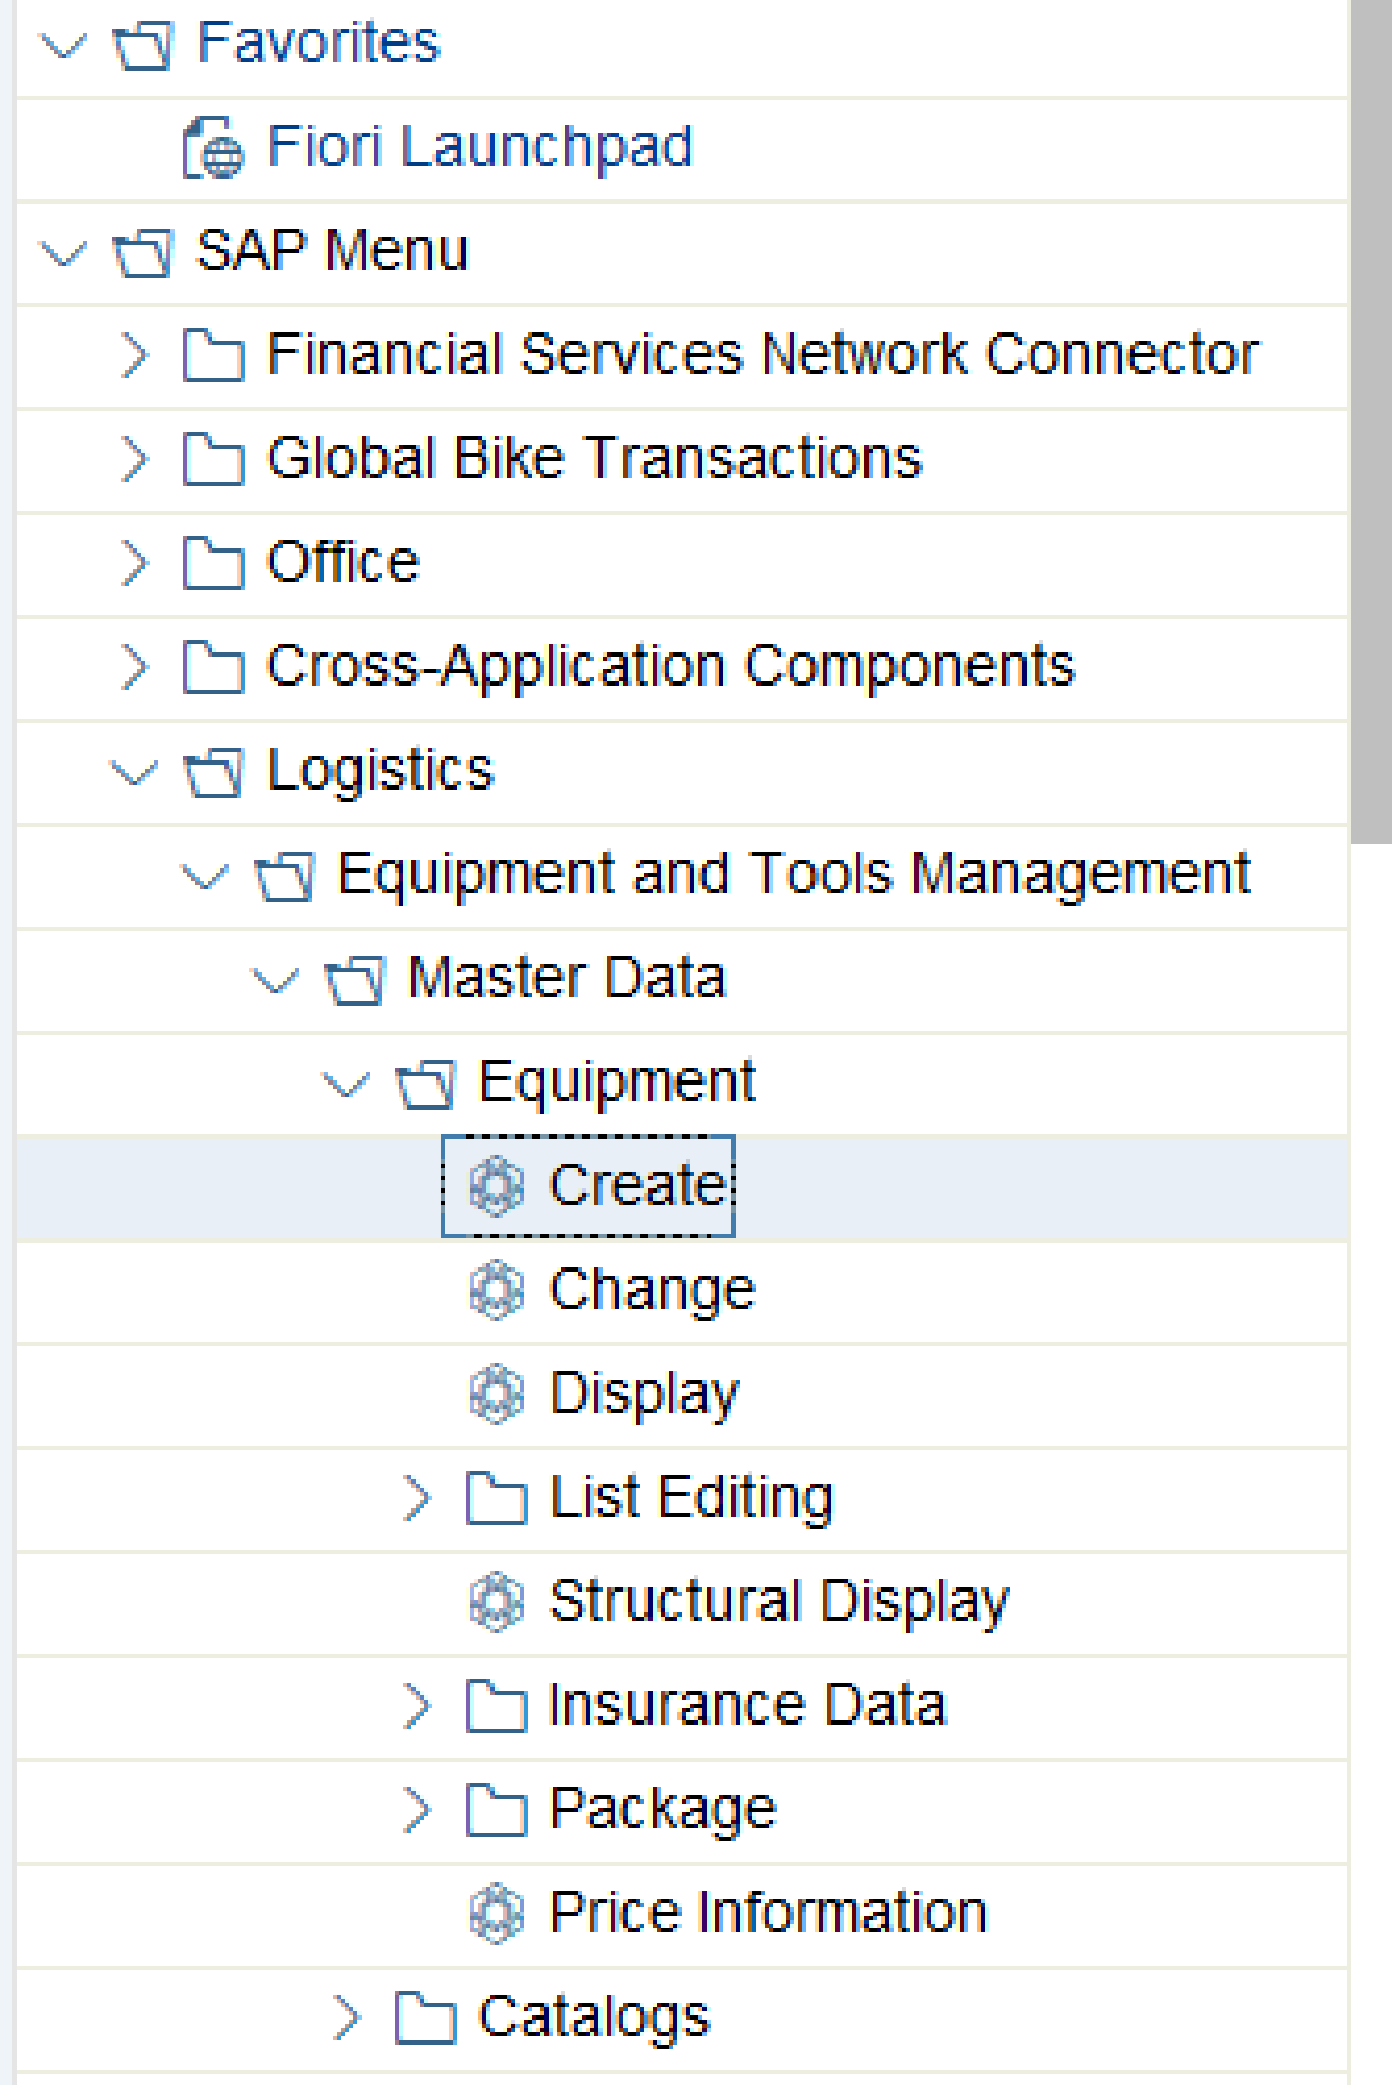 Favorites
Fiori Launchpad
SAP Menu
Financial Services Network Connector
Global Bike Transactions
Office
Cross-Application Components
Logistics
Equipment and Tools Management
Master Data
Equipment
Create
Change
Display
List Editing
Structural Display
Insurance Data
Package
Price Information
Catalogs